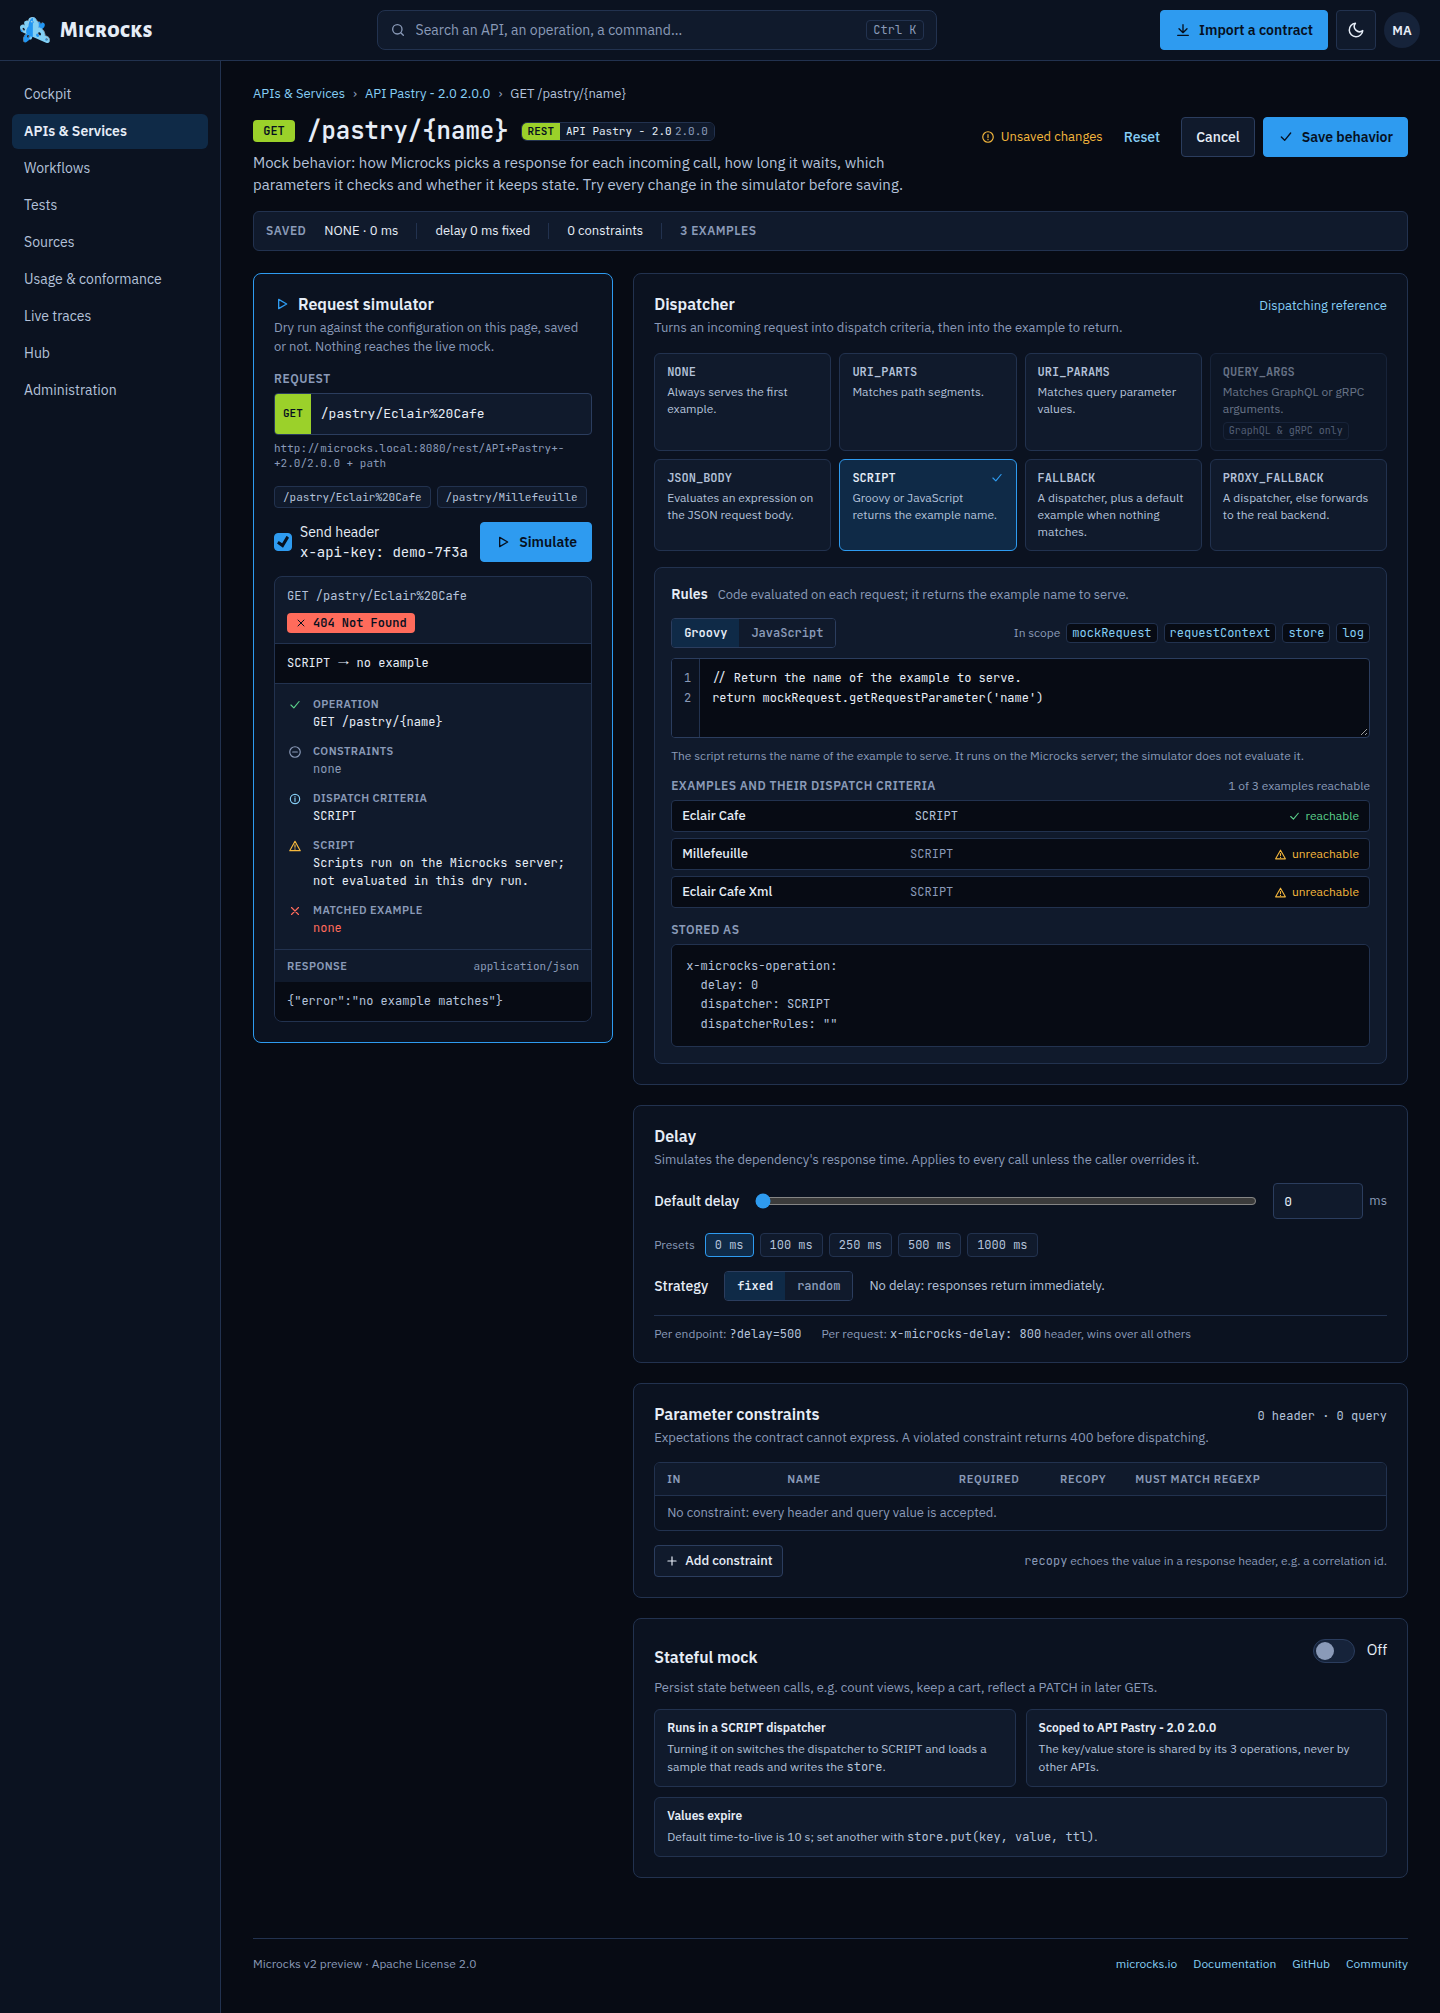 Microcks
Search an API, an operation, a command...
Ctrl K
Import a contract
MA
Cockpit
APIs & Services
Workflows
Tests
Sources
Usage & conformance
Live traces
Hub
Administration
APIs & Services › API Pastry - 2.0 2.0.0 › GET /pastry/{name}
GET /pastry/{name} REST API Pastry - 2.0 2.0.0
Unsaved changes Reset Cancel Save behavior
Mock behavior: how Microcks picks a response for each incoming call, how long it waits, which
parameters it checks and whether it keeps state. Try every change in the simulator before saving.
SAVED NONE · 0 ms delay 0 ms fixed 0 constraints 3 EXAMPLES
Request simulator
Dry run against the configuration on this page, saved
or not. Nothing reaches the live mock.
REQUEST
GET /pastry/Eclair%20Cafe
http://microcks.local:8080/rest/API+Pastry+-
+2.0/2.0.0 + path
/pastry/Eclair%20Cafe /pastry/Millefeuille
Send header
x-api-key: demo-7f3a
Simulate
GET /pastry/Eclair%20Cafe
404 Not Found
SCRIPT → no example
OPERATION
GET /pastry/{name}
CONSTRAINTS
none
DISPATCH CRITERIA
SCRIPT
SCRIPT
Scripts run on the Microcks server;
not evaluated in this dry run.
MATCHED EXAMPLE
none
RESPONSE application/json
{"error":"no example matches"}
Dispatcher
Dispatching reference
Turns an incoming request into dispatch criteria, then into the example to return.
NONE
Always serves the first
example.
URI_PARTS
Matches path segments.
URI_PARAMS
Matches query parameter
values.
QUERY_ARGS
Matches GraphQL or gRPC
arguments.
GraphQL & gRPC only
JSON_BODY
Evaluates an expression on
the JSON request body.
SCRIPT
Groovy or JavaScript
returns the example name.
FALLBACK
A dispatcher, plus a default
example when nothing
matches.
PROXY_FALLBACK
A dispatcher, else forwards
to the real backend.
Rules Code evaluated on each request; it returns the example name to serve.
Groovy JavaScript
In scope mockRequest requestContext store log
1 // Return the name of the example to serve.
2 return mockRequest.getRequestParameter('name')
The script returns the name of the example to serve. It runs on the Microcks server; the simulator does not evaluate it.
EXAMPLES AND THEIR DISPATCH CRITERIA 1 of 3 examples reachable
Eclair Cafe SCRIPT reachable
Millefeuille SCRIPT unreachable
Eclair Cafe Xml SCRIPT unreachable
STORED AS
x-microcks-operation:
delay: 0
dispatcher: SCRIPT
dispatcherRules: ""
Delay
Simulates the dependency's response time. Applies to every call unless the caller overrides it.
Default delay 0 ms
Presets 0 ms 100 ms 250 ms 500 ms 1000 ms
Strategy fixed random No delay: responses return immediately.
Per endpoint: ?delay=500 Per request: x-microcks-delay: 800 header, wins over all others
Parameter constraints
0 header · 0 query
Expectations the contract cannot express. A violated constraint returns 400 before dispatching.
IN NAME REQUIRED RECOPY MUST MATCH REGEXP
No constraint: every header and query value is accepted.
Add constraint
recopy echoes the value in a response header, e.g. a correlation id.
Stateful mock
Off
Persist state between calls, e.g. count views, keep a cart, reflect a PATCH in later GETs.
Runs in a SCRIPT dispatcher
Turning it on switches the dispatcher to SCRIPT and loads a
sample that reads and writes the store.
Scoped to API Pastry - 2.0 2.0.0
The key/value store is shared by its 3 operations, never by
other APIs.
Values expire
Default time-to-live is 10 s; set another with store.put(key, value, ttl).
Microcks v2 preview · Apache License 2.0
microcks.io Documentation GitHub Community